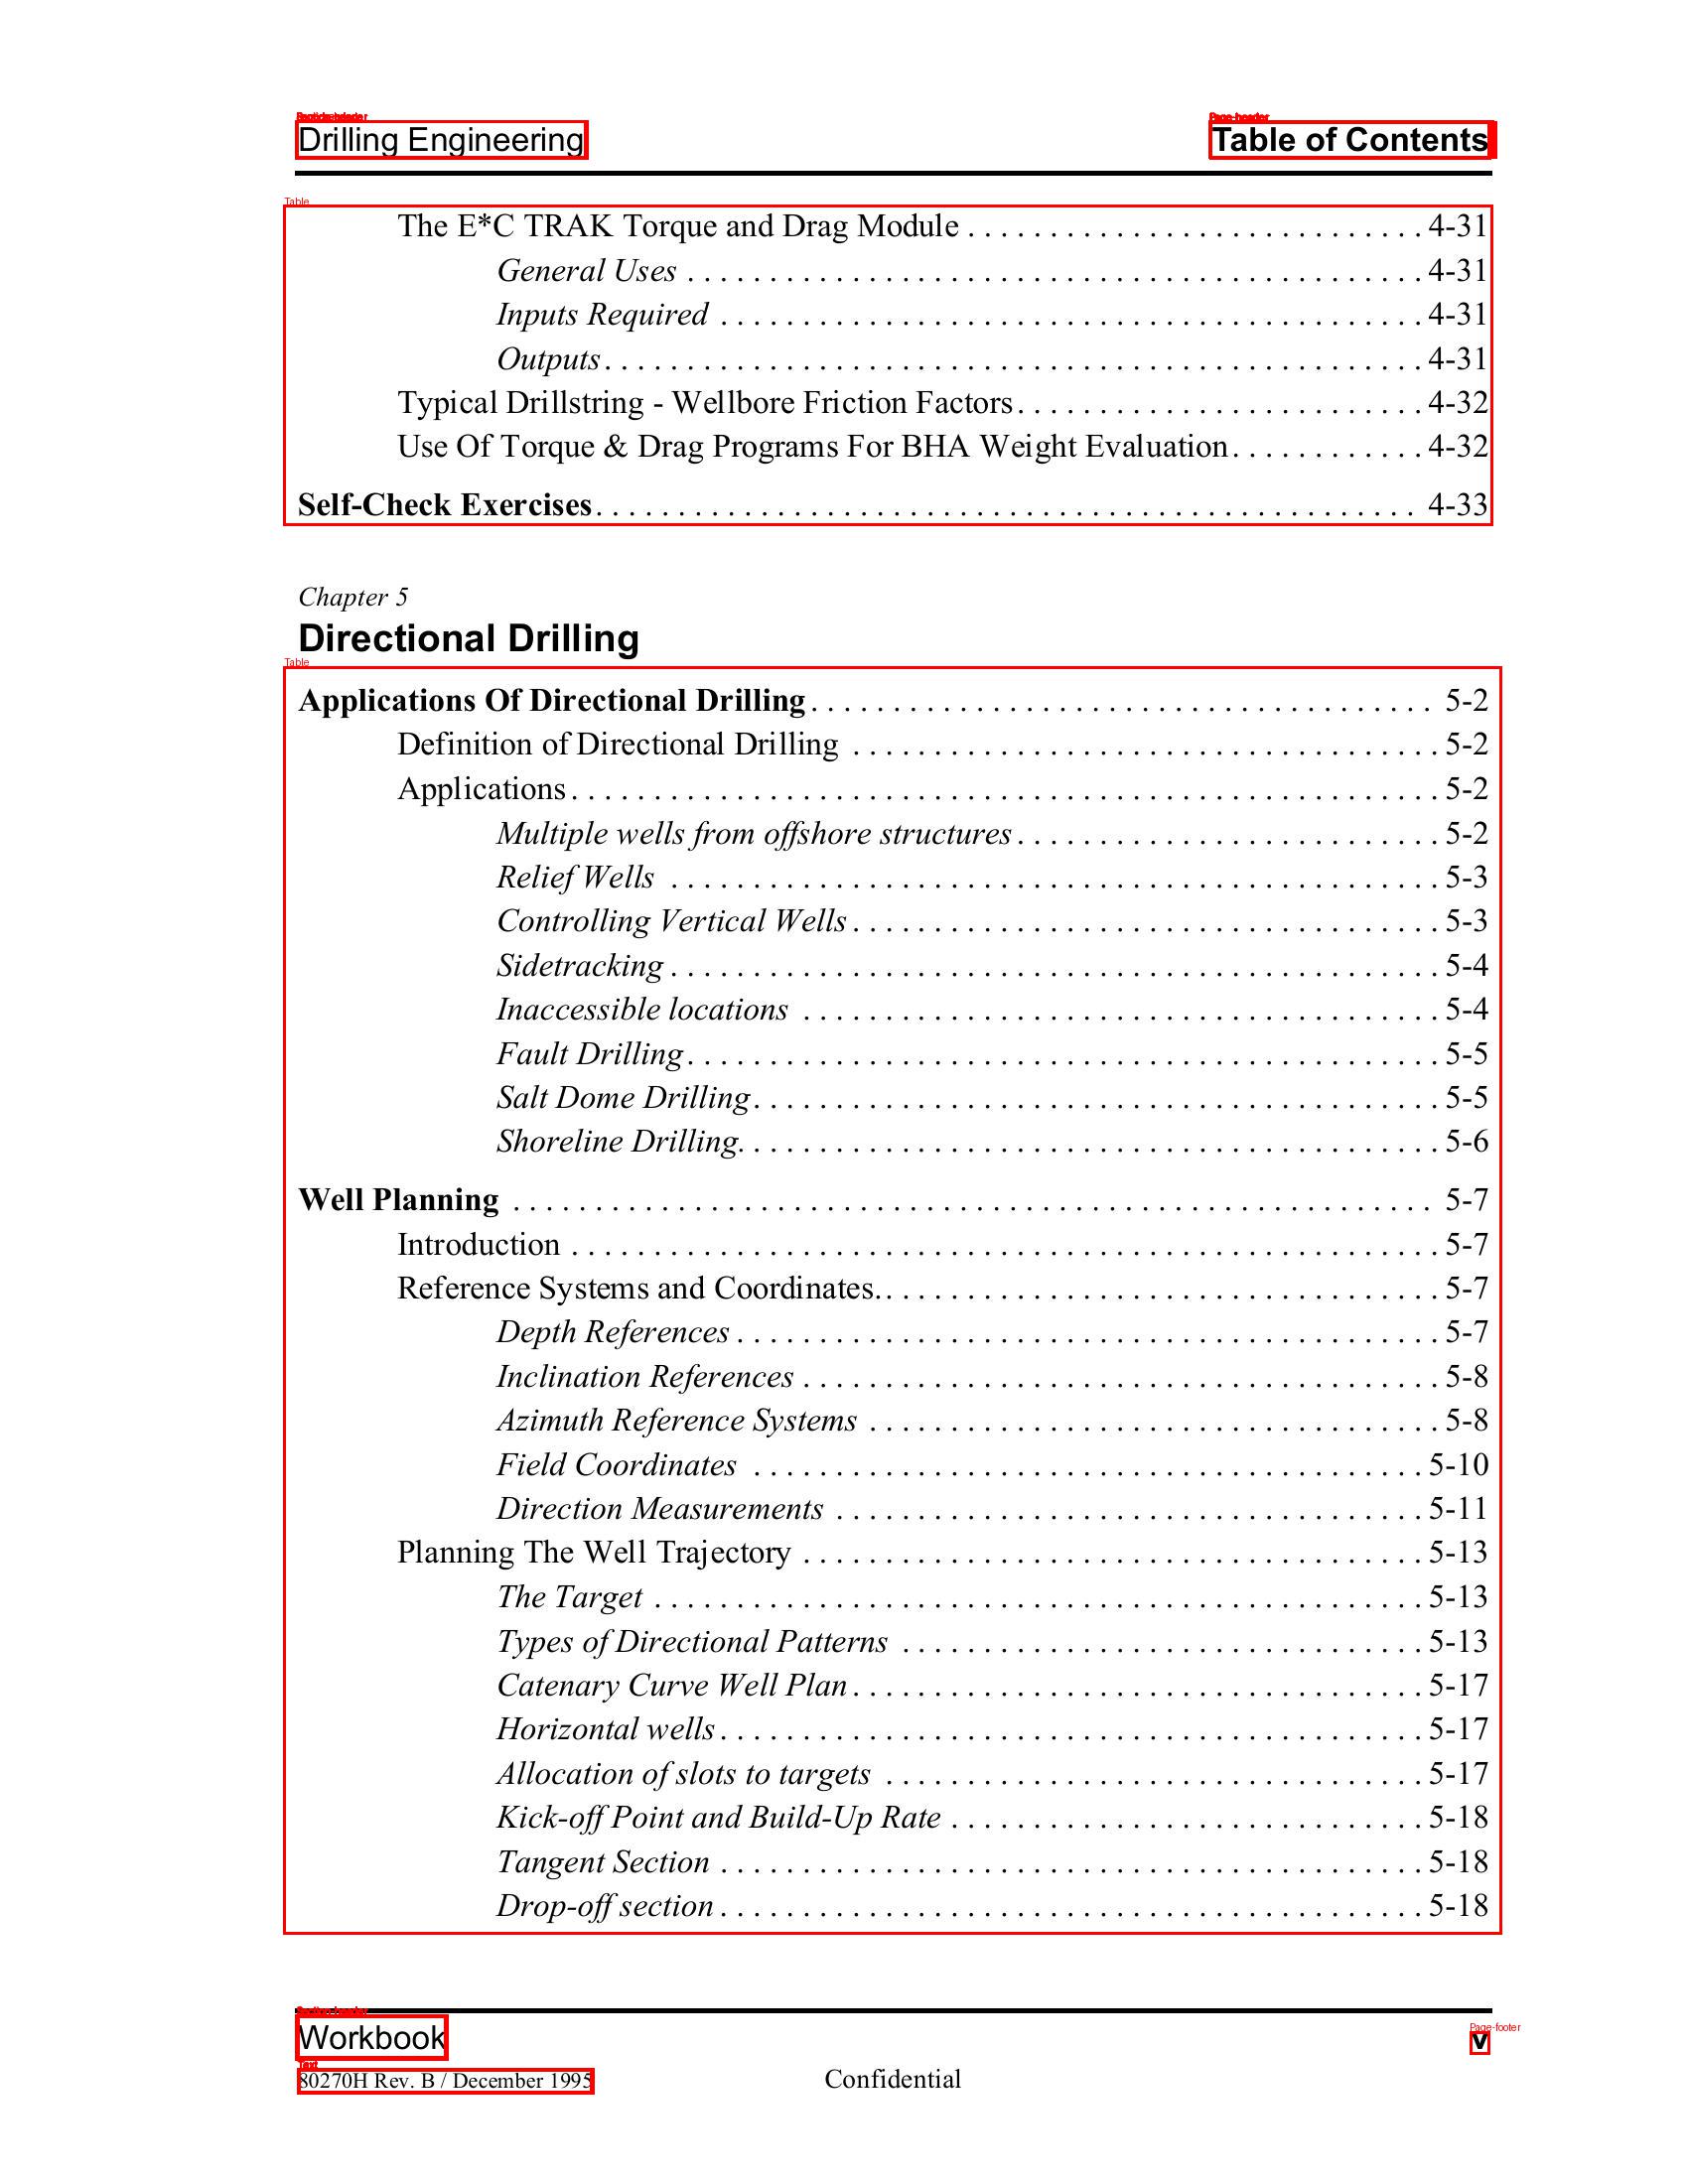 Drilling Engineering
Table of Contents
Table
The E*C TRAK Torque and Drag Module . . . . . . . . . . . . . . . . . . . . . . . . . . . . 4-31
General Uses . . . . . . . . . . . . . . . . . . . . . . . . . . . . . . . . . . . . . . . . . . . . . 4-31
Inputs Required . . . . . . . . . . . . . . . . . . . . . . . . . . . . . . . . . . . . . . . . . . . 4-31
Outputs . . . . . . . . . . . . . . . . . . . . . . . . . . . . . . . . . . . . . . . . . . . . . . . . . . 4-31
Typical Drillstring - Wellbore Friction Factors . . . . . . . . . . . . . . . . . . . . . . . . . 4-32
Use Of Torque & Drag Programs For BHA Weight Evaluation . . . . . . . . . . . . 4-32
Self-Check Exercises . . . . . . . . . . . . . . . . . . . . . . . . . . . . . . . . . . . . . . . . . . . . . . . . . . 4-33
Chapter 5
Directional Drilling
Table
Applications Of Directional Drilling . . . . . . . . . . . . . . . . . . . . . . . . . . . . . . . . . . . . . . 5-2
Definition of Directional Drilling . . . . . . . . . . . . . . . . . . . . . . . . . . . . . . . . . . . . 5-2
Applications . . . . . . . . . . . . . . . . . . . . . . . . . . . . . . . . . . . . . . . . . . . . . . . . . . . . . 5-2
Multiple wells from offshore structures . . . . . . . . . . . . . . . . . . . . . . . . . . 5-2
Relief Wells . . . . . . . . . . . . . . . . . . . . . . . . . . . . . . . . . . . . . . . . . . . . . . . 5-3
Controlling Vertical Wells . . . . . . . . . . . . . . . . . . . . . . . . . . . . . . . . . . . . 5-3
Sidetracking . . . . . . . . . . . . . . . . . . . . . . . . . . . . . . . . . . . . . . . . . . . . . . . 5-4
Inaccessible locations . . . . . . . . . . . . . . . . . . . . . . . . . . . . . . . . . . . . . . . 5-4
Fault Drilling . . . . . . . . . . . . . . . . . . . . . . . . . . . . . . . . . . . . . . . . . . . . . . 5-5
Salt Dome Drilling . . . . . . . . . . . . . . . . . . . . . . . . . . . . . . . . . . . . . . . . . . 5-5
Shoreline Drilling . . . . . . . . . . . . . . . . . . . . . . . . . . . . . . . . . . . . . . . . . . . 5-6
Well Planning . . . . . . . . . . . . . . . . . . . . . . . . . . . . . . . . . . . . . . . . . . . . . . . . . . . . . . . . 5-7
Introduction . . . . . . . . . . . . . . . . . . . . . . . . . . . . . . . . . . . . . . . . . . . . . . . . . . . . . 5-7
Reference Systems and Coordinates . . . . . . . . . . . . . . . . . . . . . . . . . . . . . . . . . . . 5-7
Depth References . . . . . . . . . . . . . . . . . . . . . . . . . . . . . . . . . . . . . . . . . . . 5-7
Inclination References . . . . . . . . . . . . . . . . . . . . . . . . . . . . . . . . . . . . . . . 5-8
Azimuth Reference Systems . . . . . . . . . . . . . . . . . . . . . . . . . . . . . . . . . . . 5-8
Field Coordinates . . . . . . . . . . . . . . . . . . . . . . . . . . . . . . . . . . . . . . . . . 5-10
Direction Measurements . . . . . . . . . . . . . . . . . . . . . . . . . . . . . . . . . . . . 5-11
Planning The Well Trajectory . . . . . . . . . . . . . . . . . . . . . . . . . . . . . . . . . . . . . . 5-13
The Target . . . . . . . . . . . . . . . . . . . . . . . . . . . . . . . . . . . . . . . . . . . . . . . 5-13
Types of Directional Patterns . . . . . . . . . . . . . . . . . . . . . . . . . . . . . . . . 5-13
Catenary Curve Well Plan . . . . . . . . . . . . . . . . . . . . . . . . . . . . . . . . . . . 5-17
Horizontal wells . . . . . . . . . . . . . . . . . . . . . . . . . . . . . . . . . . . . . . . . . . . 5-17
Allocation of slots to targets . . . . . . . . . . . . . . . . . . . . . . . . . . . . . . . . . 5-17
Kick-off Point and Build-Up Rate . . . . . . . . . . . . . . . . . . . . . . . . . . . . . 5-18
Tangent Section . . . . . . . . . . . . . . . . . . . . . . . . . . . . . . . . . . . . . . . . . . . 5-18
Drop-off section . . . . . . . . . . . . . . . . . . . . . . . . . . . . . . . . . . . . . . . . . . . 5-18
Workbook
Page-footer
v
Text
80270H Rev. B / December 1995
Confidential